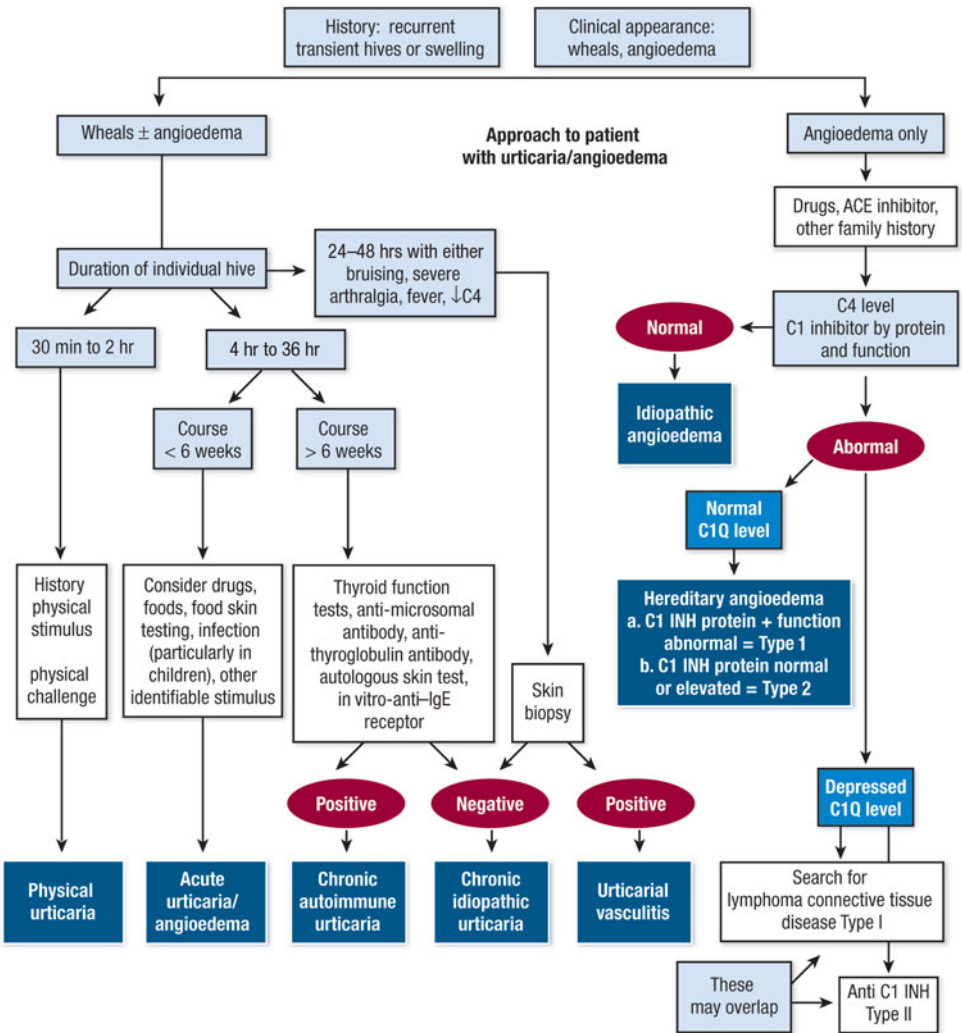 History: recurrent
transient hives or swelling
Clinical appearance:
wheals, angioedema
Wheals ± angioedema
Approach to patient
with urticaria/angioedema
Angioedema only
Drugs, ACE inhibitor,
other family history
Duration of individual hive
24–48 hrs with either
bruising, severe
arthralgia, fever, ↓C4
C4 level
C1 inhibitor by protein
and function
Normal
30 min to 2 hr
4 hr to 36 hr
Idiopathic
angioedema
Abormal
Course
< 6 weeks
Course
> 6 weeks
Normal
C1Q level
History
physical
stimulus
physical
challenge
Consider drugs,
foods, food skin
testing, infection
(particularly in
children), other
identifiable stimulus
Thyroid function
tests, anti-microsomal
antibody, anti-
thyroglobulin antibody,
autologous skin test,
in vitro-anti–IgE
receptor
Skin
biopsy
Hereditary angioedema
a. C1 INH protein + function
abnormal = Type 1
b. C1 INH protein normal
or elevated = Type 2
Positive
Negative
Positive
Depressed
C1Q level
Physical
urticaria
Acute
urticaria/
angioedema
Chronic
autoimmune
urticaria
Chronic
idiopathic
urticaria
Urticarial
vasculitis
Search for
lymphoma connective tissue
disease Type I
These
may overlap
Anti C1 INH
Type II